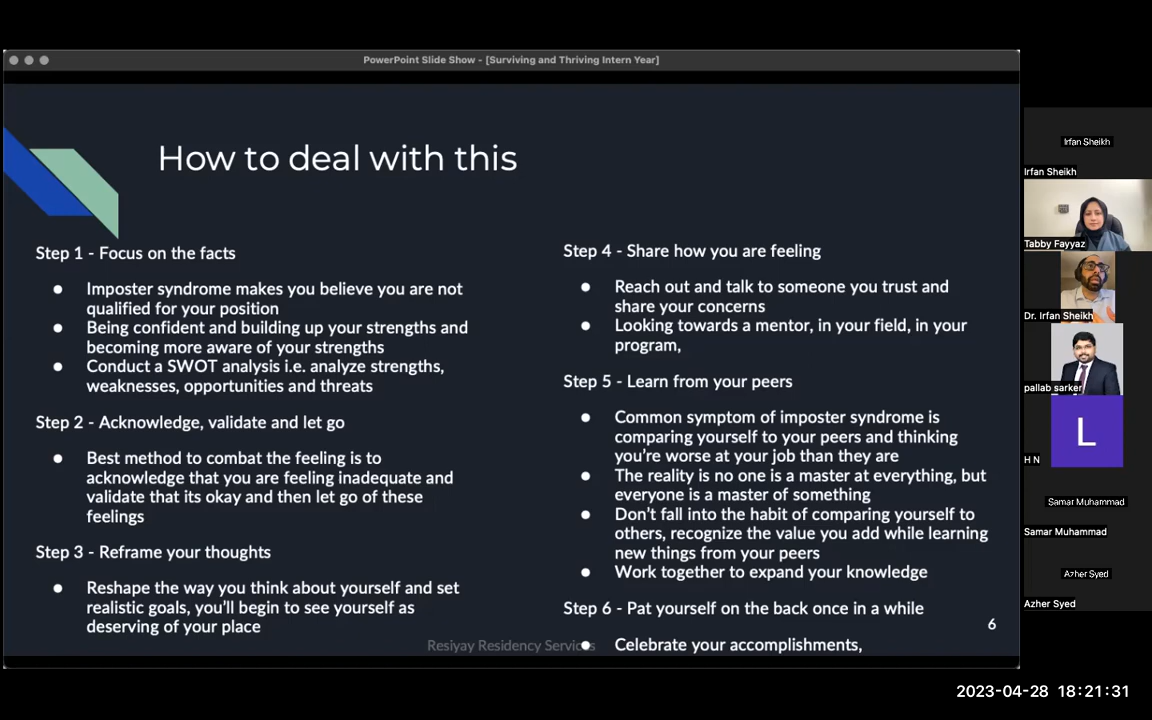 PowerPoint Slide Show - [Surviving and Thriving Intern Year]
How to deal with this
Step 1 - Focus on the facts
● Imposter syndrome makes you believe you are not
qualified for your position
● Being confident and building up your strengths and
becoming more aware of your strengths
● Conduct a SWOT analysis i.e. analyze strengths,
weaknesses, opportunities and threats
Step 2 - Acknowledge, validate and let go
● Best method to combat the feeling is to
acknowledge that you are feeling inadequate and
validate that its okay and then let go of these
feelings
Step 3 - Reframe your thoughts
● Reshape the way you think about yourself and set
realistic goals, you'll begin to see yourself as
deserving of your place
Step 4 - Share how you are feeling
● Reach out and talk to someone you trust and
share your concerns
● Looking towards a mentor, in your field, in your
program,
Step 5 - Learn from your peers
● Common symptom of imposter syndrome is
comparing yourself to your peers and thinking
you're worse at your job than they are
● The reality is no one is a master at everything, but
everyone is a master of something
● Don't fall into the habit of comparing yourself to
others, recognize the value you add while learning
new things from your peers
● Work together to expand your knowledge
Step 6 - Pat yourself on the back once in a while
● Celebrate your accomplishments,
Resiyay Residency Services
6
Irfan Sheikh
Irfan Sheikh
Tabby Fayyaz
Dr. Irfan Sheikh
pallab sarker
L
H N
Samar Muhammad
Samar Muhammad
Azher Syed
Azher Syed
2023-04-28 18:21:31